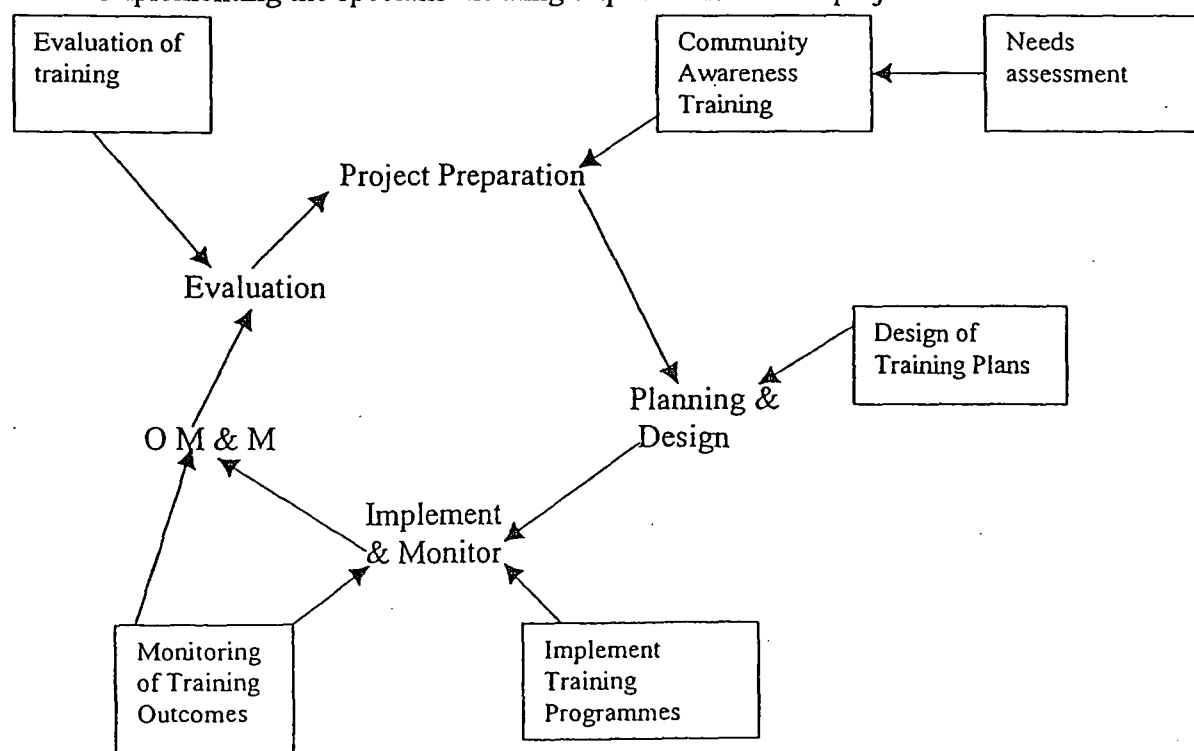 the
Evaluation of
training
Community
Awareness
Training
Needs
assessment
Project Preparation
Evaluation
Design of
Training Plans
Planning &
Design
O M & M
Implement
& Monitor
Monitoring
of Training
Outcomes
Implement
Training
Programmes